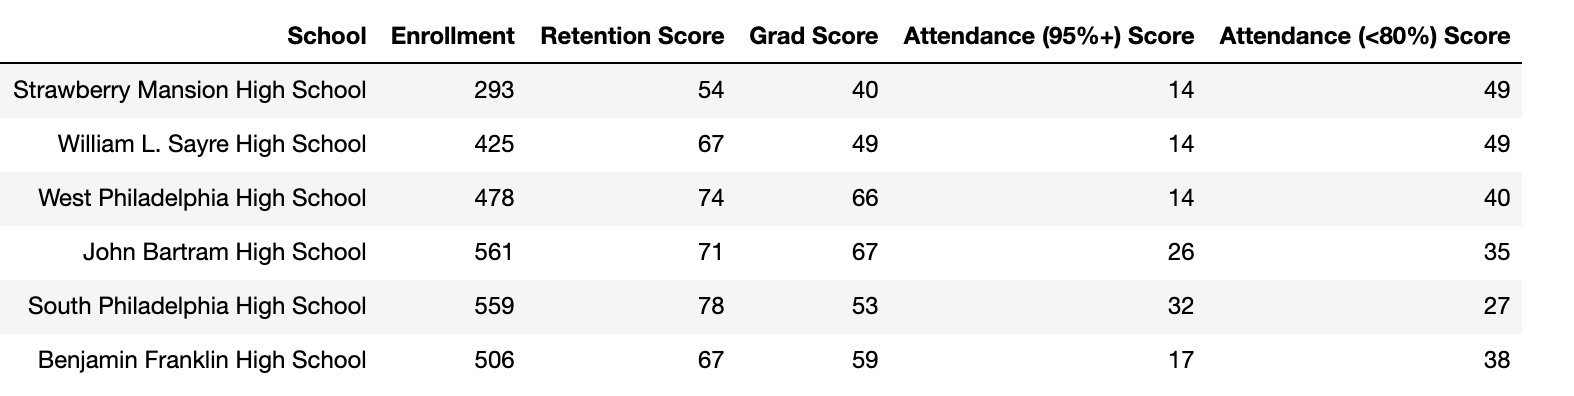 School Enrollment Retention Score Grad Score Attendance (95%+) Score Attendance (<80%) Score
Strawberry Mansion High School 293 54 40 14 49
William L. Sayre High School 425 67 49 14 49
West Philadelphia High School 478 74 66 14 40
John Bartram High School 561 71 67 26 35
South Philadelphia High School 559 78 53 32 27
Benjamin Franklin High School 506 67 59 17 38